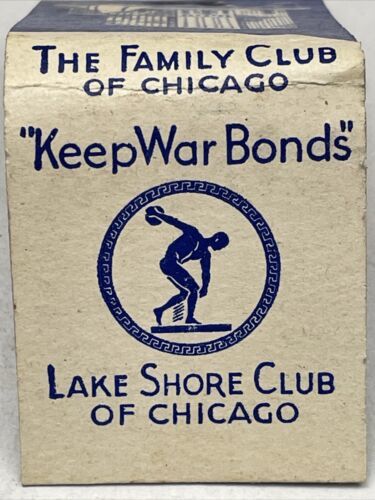 The Family Club
of Chicago
"Keep War Bonds"
Lake Shore Club
of Chicago